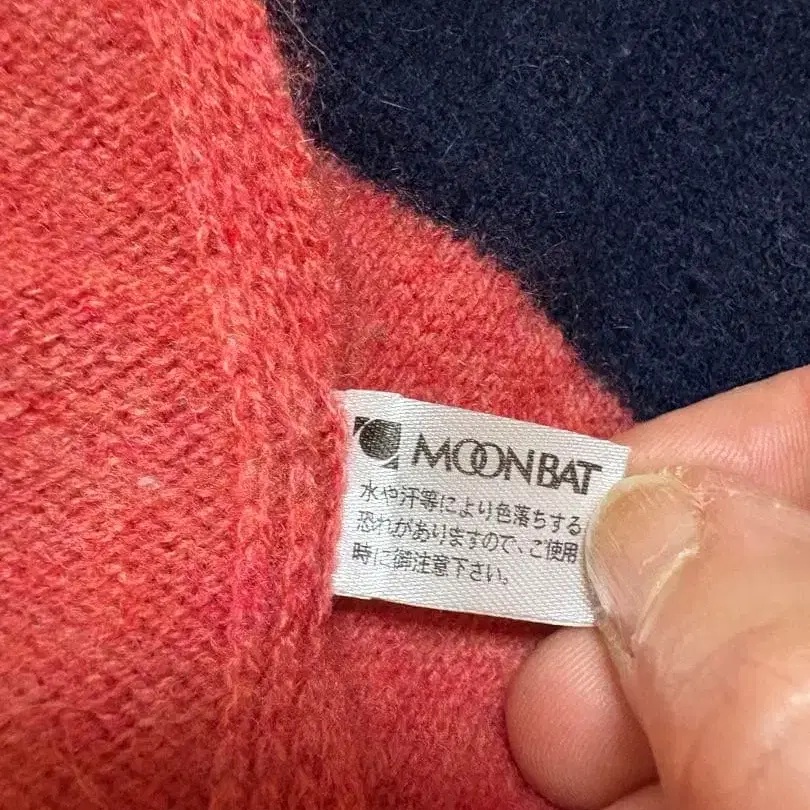 MOONBAT
水や汗等により色落ちする
恐れがありますので、ご使用
時に御注意下さい。